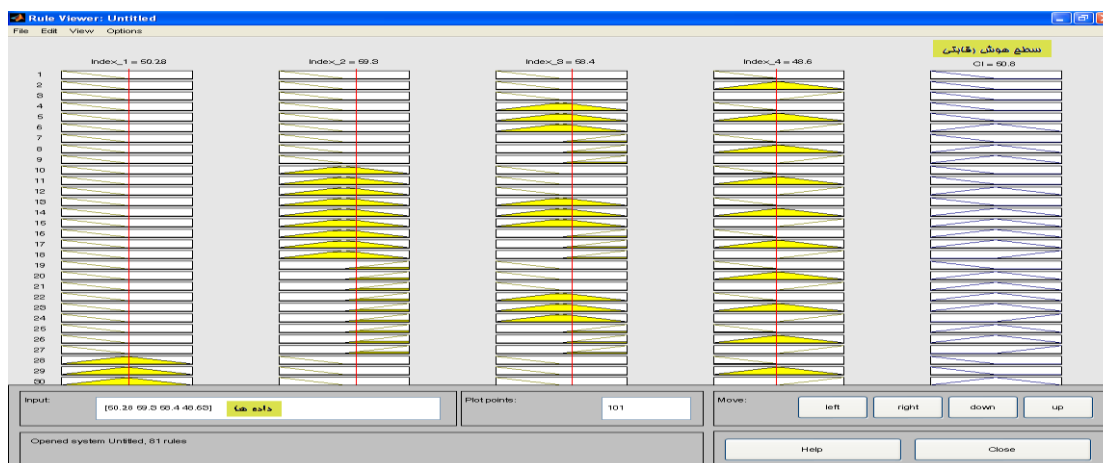 Rule Viewer: Untitled
File Edit View Options
سطح هوش رقابتی
Index_1 = 50.28
Index_2 = 59.3
Index_3 = 58.4
Index_4 = 48.6
CI = 50.8
1
2
3
4
5
6
7
8
9
10
11
12
13
14
15
16
17
18
19
20
21
22
23
24
25
26
27
28
29
30
Input:
[50.28 59.3 58.4 48.63]
داده ها
Plot points:
101
Move:
left
right
down
up
Opened system Untitled, 81 rules
Help
Close